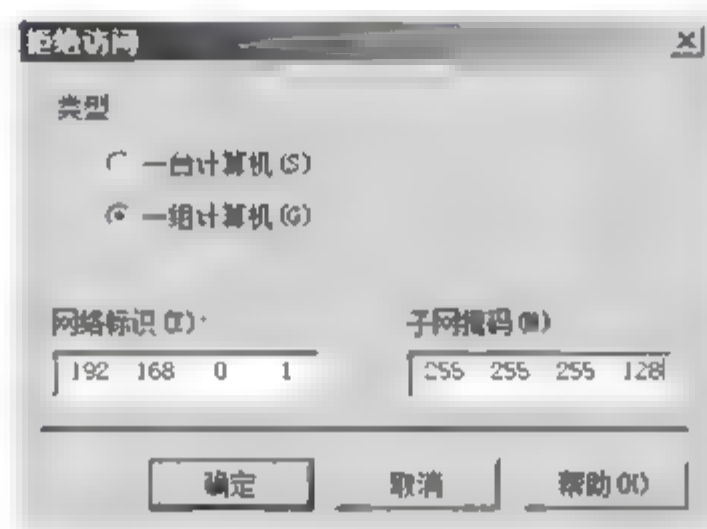 拒绝访问
类型
一台计算机(S)
一组计算机(G)
网络标识(I):
192 168 0 1
子网掩码(M)
255 255 255 128
确定
取消
帮助(H)